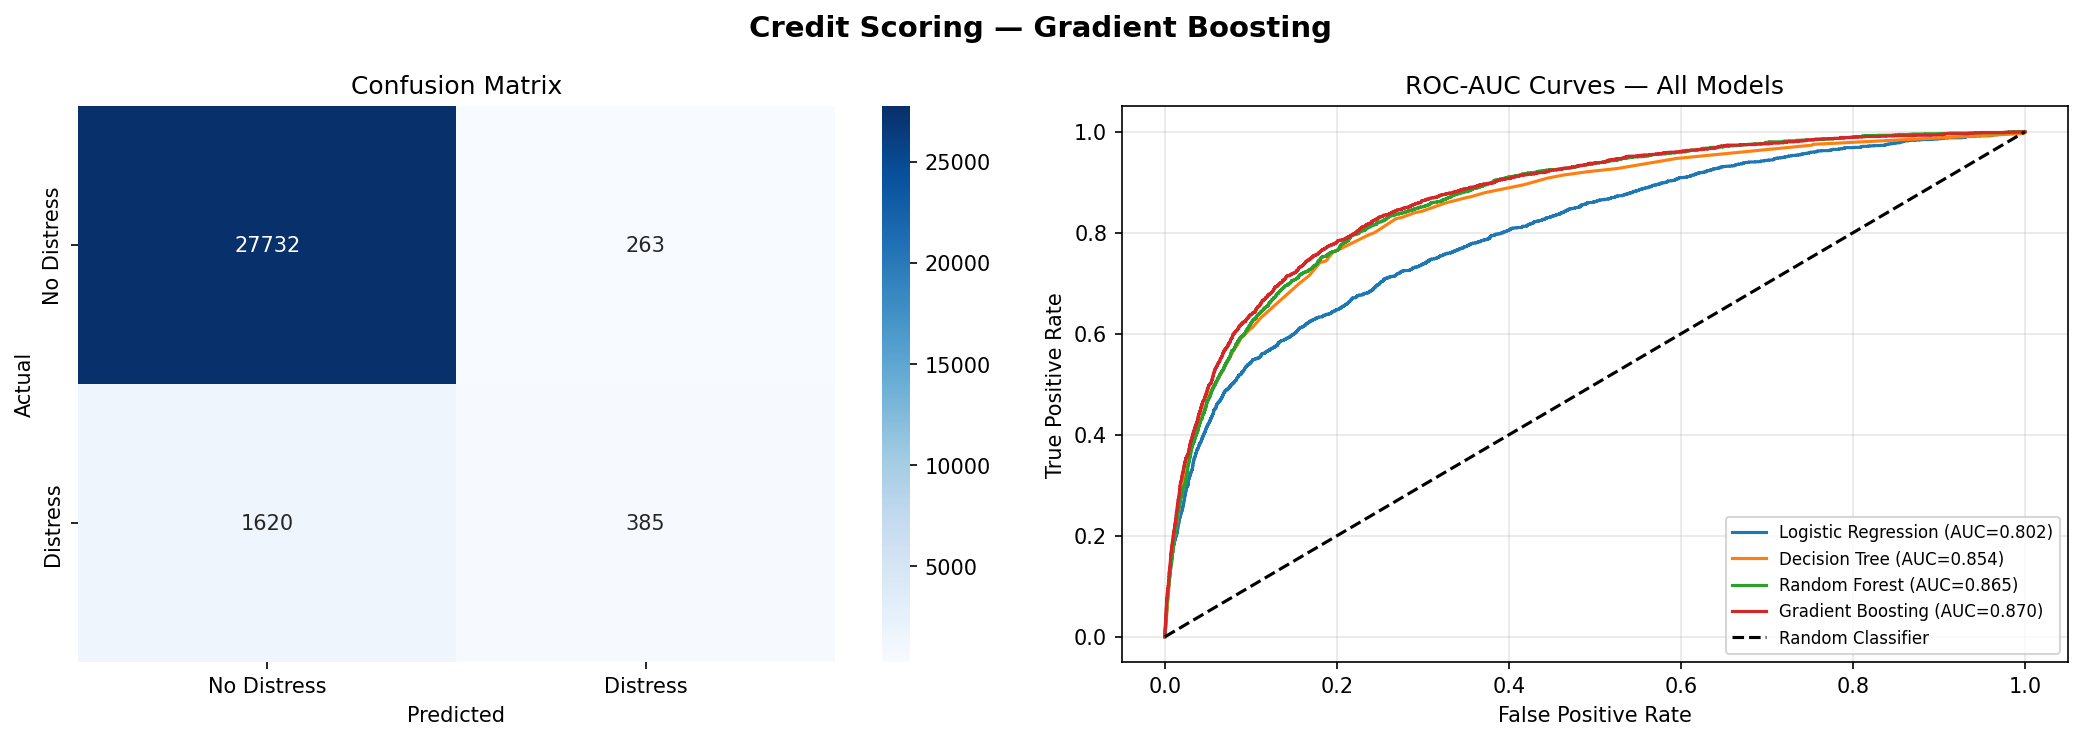 Credit Scoring — Gradient Boosting
Confusion Matrix
Actual
No Distress
Distress
27732
263
1620
385
No Distress
Distress
Predicted
25000
20000
15000
10000
5000
ROC-AUC Curves — All Models
True Positive Rate
1.0
0.8
0.6
0.4
0.2
0.0
Logistic Regression (AUC=0.802)
Decision Tree (AUC=0.854)
Random Forest (AUC=0.865)
Gradient Boosting (AUC=0.870)
Random Classifier
0.0
0.2
0.4
0.6
0.8
1.0
False Positive Rate